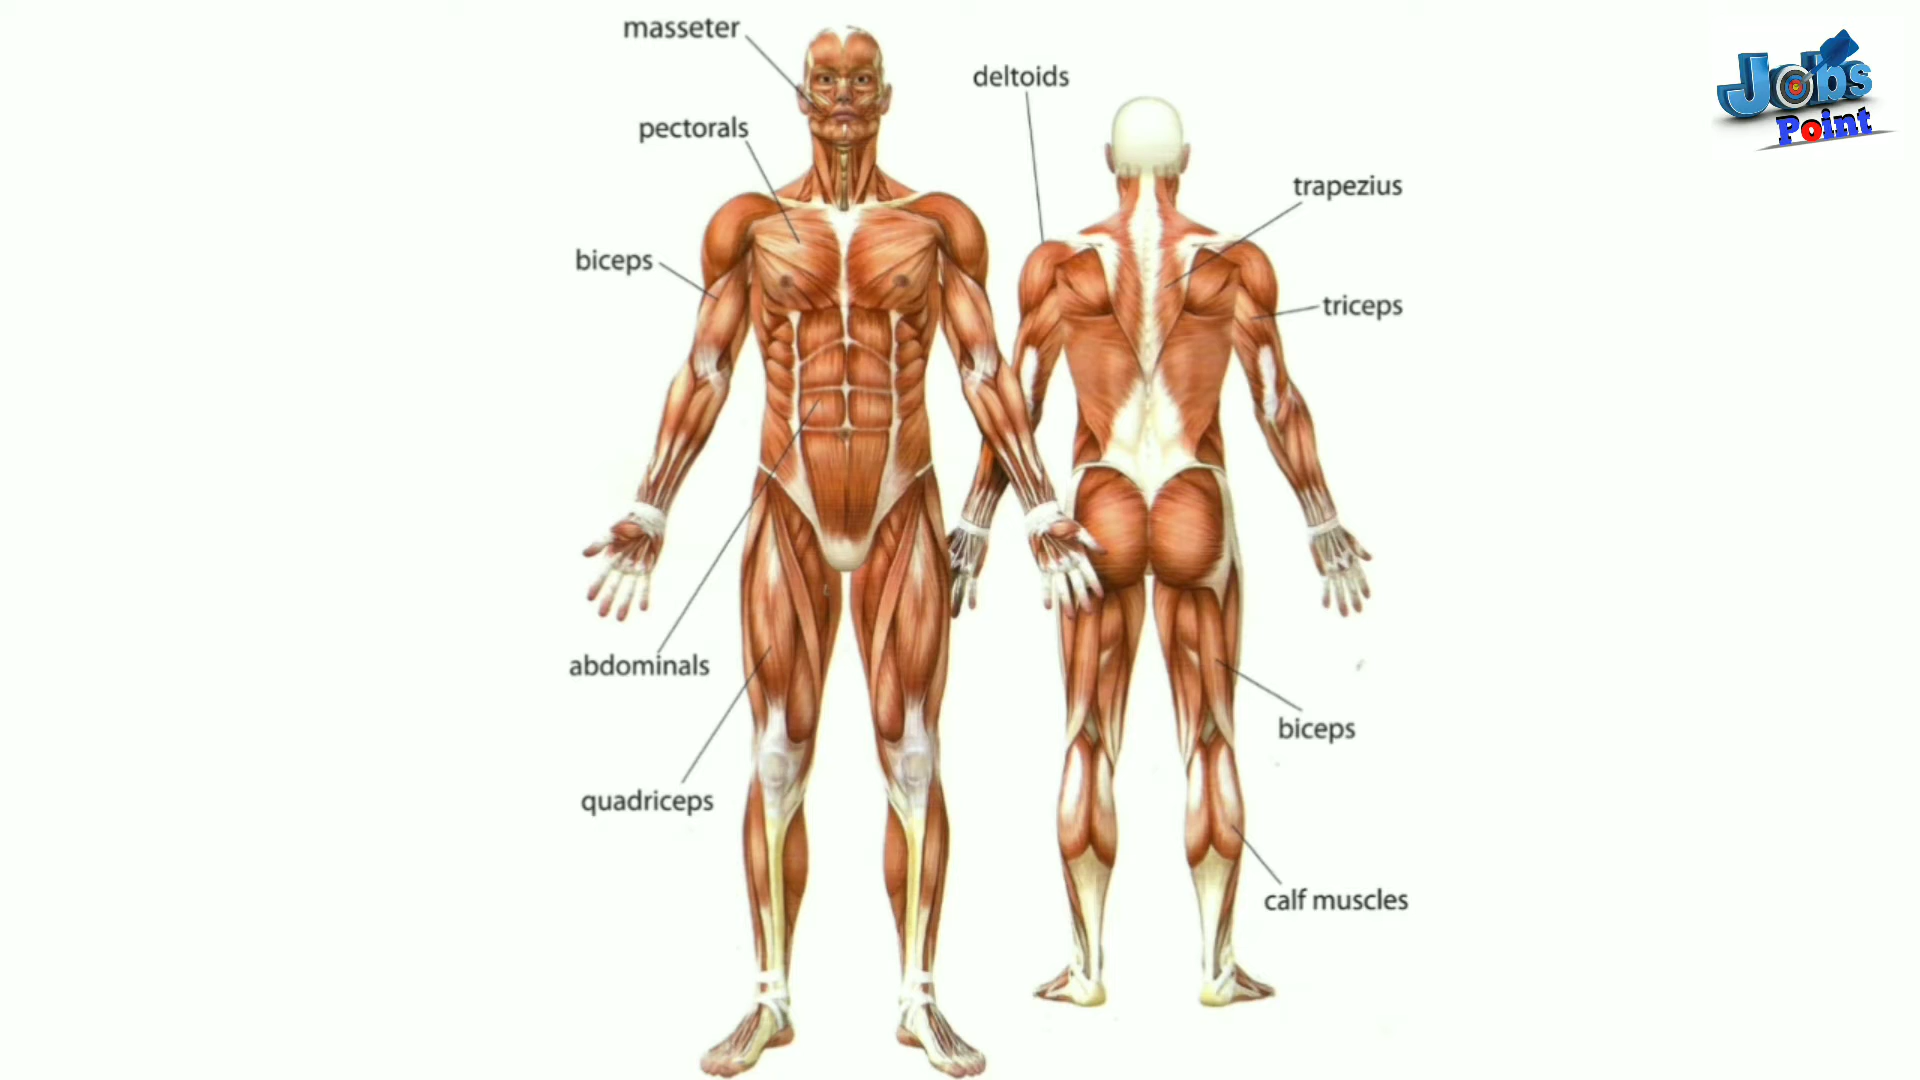 masseter
deltoids
pectorals
trapezius
biceps
triceps
abdominals
biceps
quadriceps
calf muscles
Jobs
Point